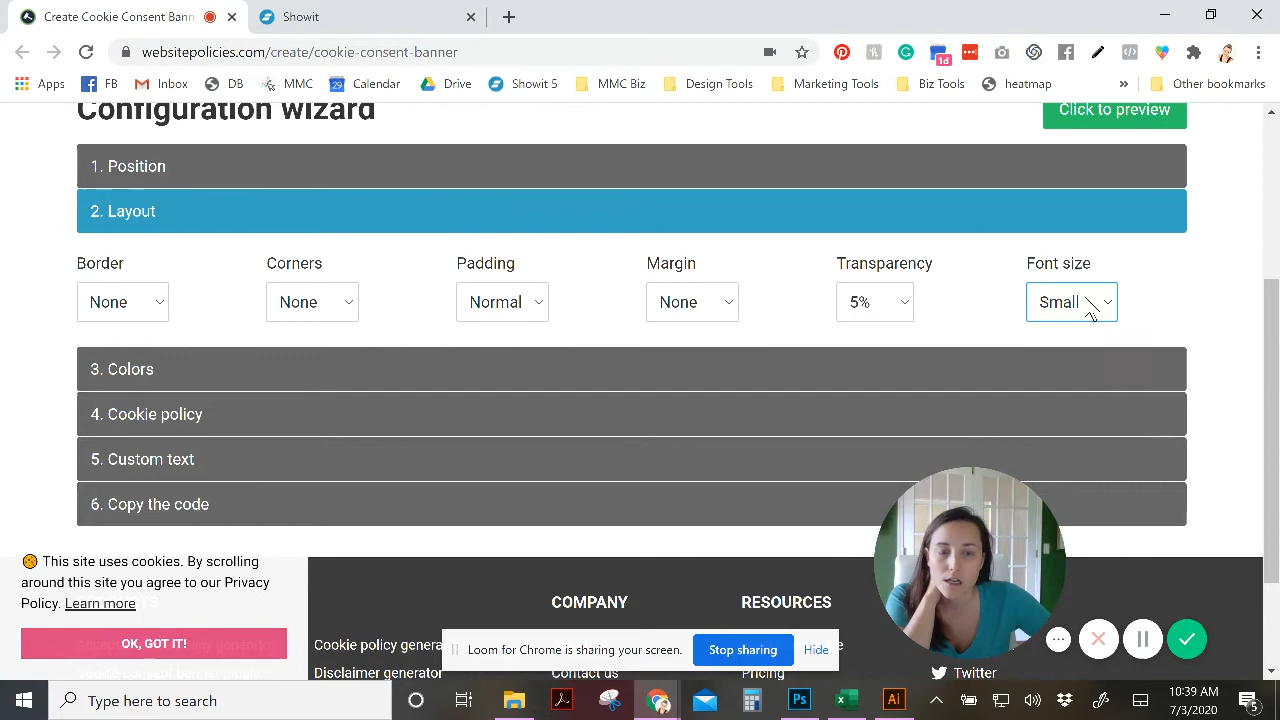 Create Cookie Consent Bann
Showit
websitepolicies.com/create/cookie-consent-banner
1d
Apps
FB
Inbox
DB
MMC
Calendar
29
Drive
Showit 5
MMC Biz
Design Tools
Marketing Tools
Biz Tools
heatmap
»
Other bookmarks
Configuration wizard
Click to preview
1. Position
2. Layout
Border
Corners
Padding
Margin
Transparency
Font size
None
None
Normal
None
5%
Small
3. Colors
4. Cookie policy
5. Custom text
6. Copy the code
This site uses cookies. By scrolling
around this site you agree to our Privacy
Policy. Learn more
OK, GOT IT!
COMPANY
RESOURCES
Cookie policy genera
Disclaimer generator
Contact us
Pricing
Twitter
Loom for Chrome is sharing your screen.
Stop sharing
Hide
Type here to search
Ps
Ai
10:39 AM
7/3/2020
5